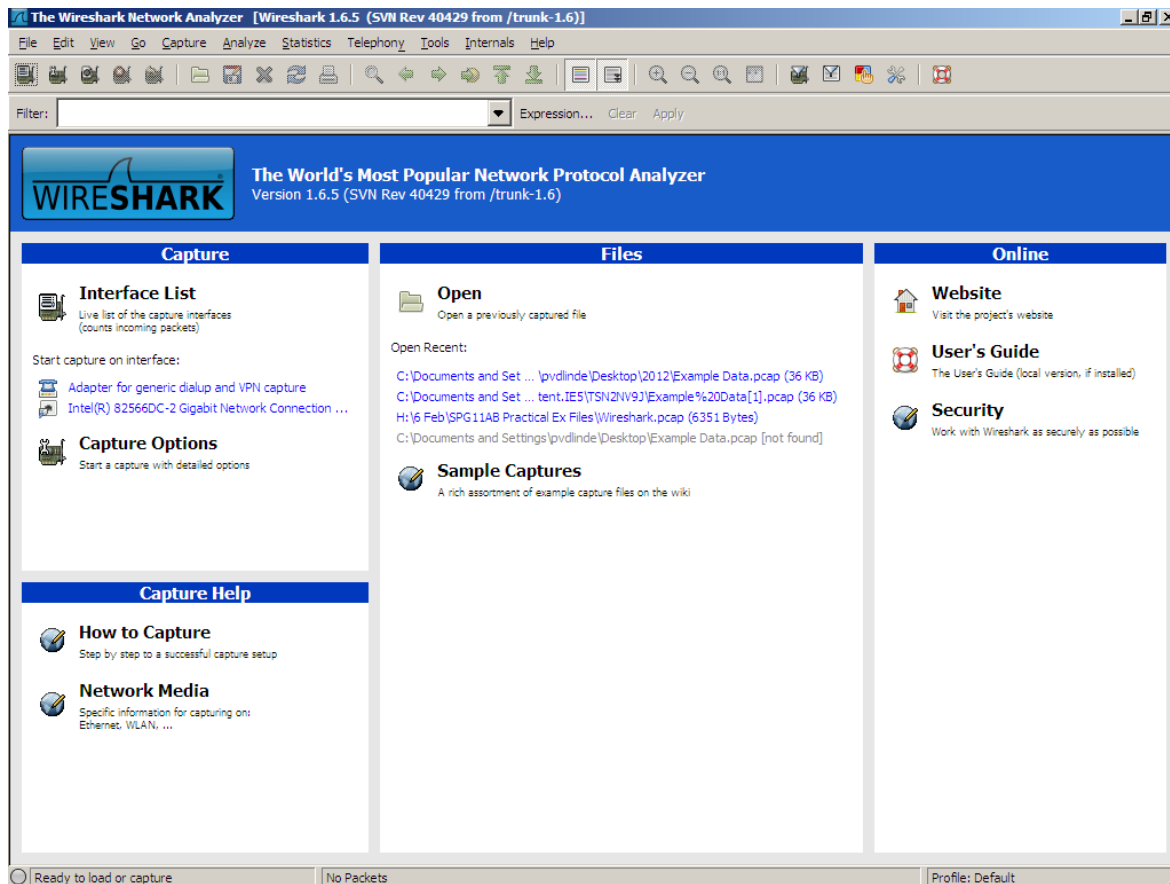 The Wireshark Network Analyzer [Wireshark 1.6.5 (SVN Rev 40429 from /trunk-1.6)]
File Edit View Go Capture Analyze Statistics Telephony Tools Internals Help
Filter: Expression... Clear Apply
WIRESHARK
The World's Most Popular Network Protocol Analyzer
Version 1.6.5 (SVN Rev 40429 from /trunk-1.6)
Capture
Interface List
Live list of the capture interfaces
(counts incoming packets)
Start capture on interface:
Adapter for generic dialup and VPN capture
Intel(R) 82566DC-2 Gigabit Network Connection ...
Capture Options
Start a capture with detailed options
Capture Help
How to Capture
Step by step to a successful capture setup
Network Media
Specific information for capturing on:
Ethernet, WLAN, ...
Files
Open
Open a previously captured file
Open Recent:
C:\Documents and Set ... \pvdlinde\Desktop\2012\Example Data.pcap (36 KB)
C:\Documents and Set ... tent.IE5\TSN2NV9J\Example%20Data[1].pcap (36 KB)
H:\6 Feb\SPG11AB Practical Ex Files\Wireshark.pcap (6351 Bytes)
C:\Documents and Settings\pvdlinde\Desktop\Example Data.pcap [not found]
Sample Captures
A rich assortment of example capture files on the wiki
Online
Website
Visit the project's website
User's Guide
The User's Guide (local version, if installed)
Security
Work with Wireshark as securely as possible
Ready to load or capture
No Packets
Profile: Default